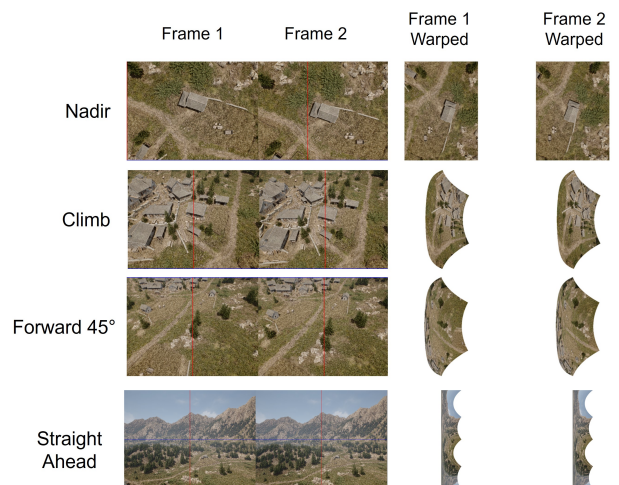 Frame 1
Frame 2
Frame 1
Warped
Frame 2
Warped
Nadir
Climb
Forward 45°
Straight
Ahead